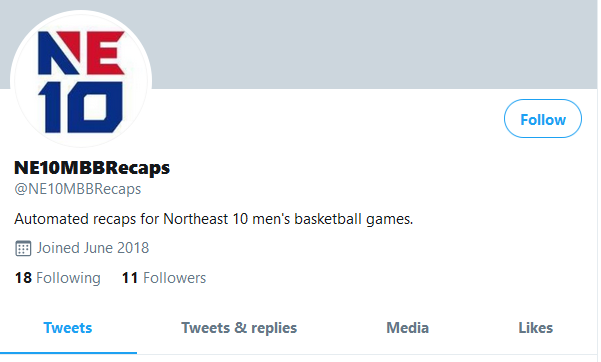 NE
10
Follow
NE10MBBRecaps
@NE10MBBRecaps
Automated recaps for Northeast 10 men's basketball games.
Joined June 2018
18 Following 11 Followers
Tweets Tweets & replies Media Likes